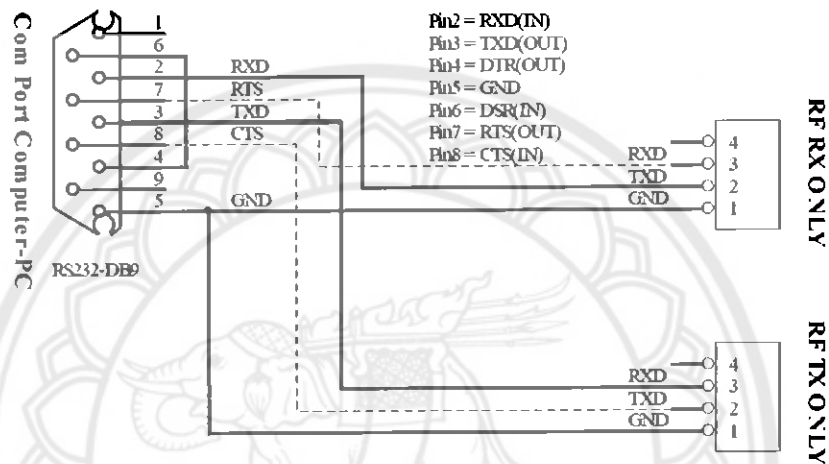 Com Port Computer-PC
1
6
2
7
3
8
4
9
5
RXD
RTS
TXD
CTS
GND
RS232-DB9
Pin2 = RXD(IN)
Pin3 = TXD(OUT)
Pin4 = DTR(OUT)
Pin5 = GND
Pin6 = DSR(IN)
Pin7 = RTS(OUT)
Pin8 = CTS(IN)
RXD
TXD
GND
4
3
2
1
RF RX ONLY
RXD
TXD
GND
4
3
2
1
RF TX ONLY